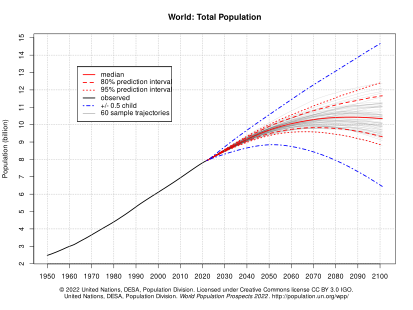 World: Total Population
Population (billion)
15
14
13
12
11
10
9
8
7
6
5
4
3
2
median
80% prediction interval
95% prediction interval
observed
+/- 0.5 child
60 sample trajectories
1950 1960 1970 1980 1990 2000 2010 2020 2030 2040 2050 2060 2070 2080 2090 2100
© 2022 United Nations, DESA, Population Division. Licensed under Creative Commons license CC BY 3.0 IGO.
United Nations, DESA, Population Division. World Population Prospects 2022. http://population.un.org/wpp/